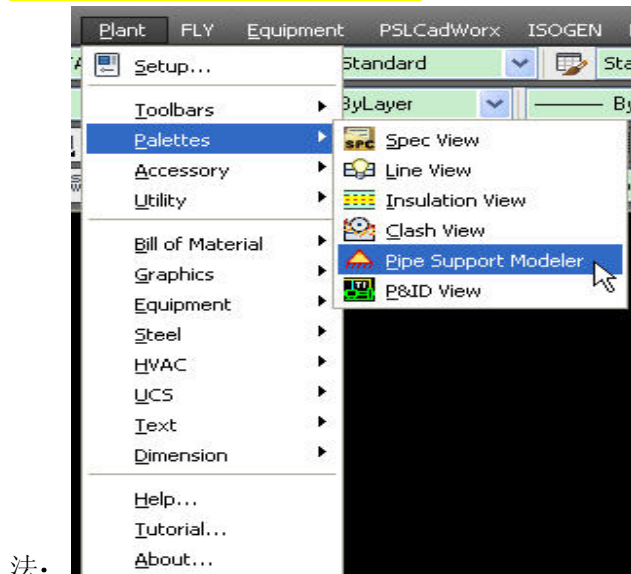 Plant FLY Equipment PSLCadWorx ISOGEN
Setup... Standard Sta
Toolbars ByLayer By
Palettes Spec View
Accessory Line View
Utility Insulation View
Clash View
Bill of Material Pipe Support Modeler
Graphics P&ID View
Equipment
Steel
HVAC
UCS
Text
Dimension
Help...
Tutorial...
法: About...